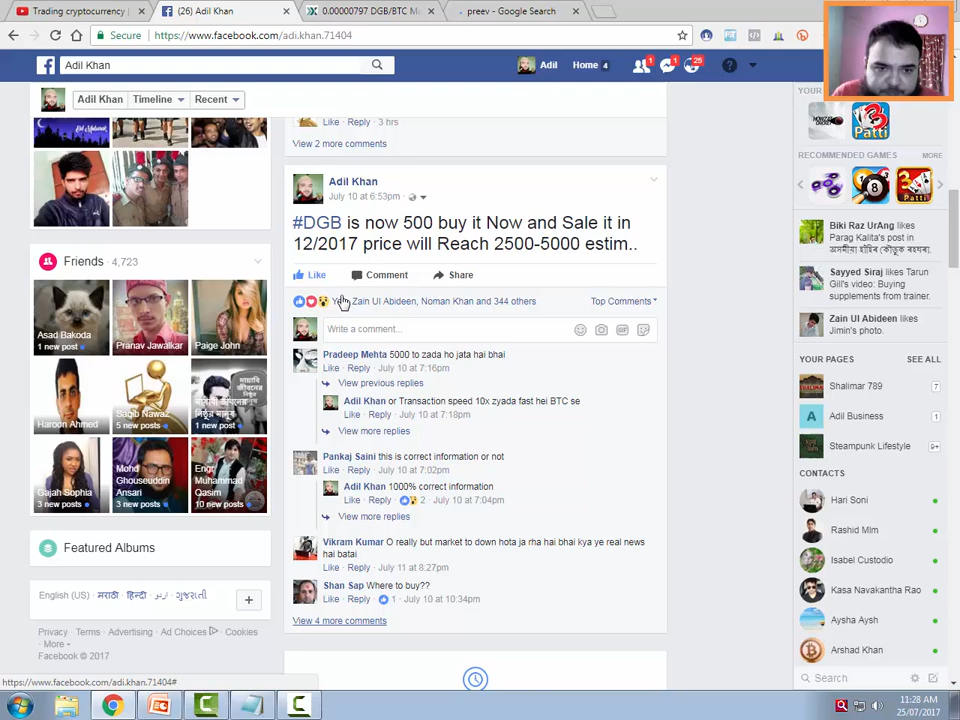 Trading cryptocurrency
(26) Adil Khan
0.00000797 DGB/BTC M
preev - Google Search
Secure
https://www.facebook.com/adi.khan.71404
Adil Khan
Adil
Home 4
1
1
25
Adil Khan
Timeline
Recent
Like · Reply · 3 hrs
View 2 more comments
Adil Khan
July 10 at 6:53pm ·
#DGB is now 500 buy it Now and Sale it in
12/2017 price will Reach 2500-5000 estim..
Like
Comment
Share
Zain Ul Abideen, Noman Khan and 344 others
Top Comments
Write a comment...
Pradeep Mehta 5000 to zada ho jata hai bhai
Like · Reply · July 10 at 7:16pm
View previous replies
Adil Khan or Transaction speed 10x zyada fast hei BTC se
Like · Reply · July 10 at 7:18pm
View more replies
Pankaj Saini this is correct information or not
Like · Reply · July 10 at 7:02pm
Adil Khan 1000% correct information
Like · Reply · 2 · July 10 at 7:04pm
View more replies
Vikram Kumar O really but market to down hota ja rha hai bhai kya ye real news
hai batai
Like · Reply · July 11 at 8:27pm
Shan Sap Where to buy??
Like · Reply · 1 · July 10 at 10:34pm
View 4 more comments
Friends · 4,723
Asad Bakoda
1 new post
Pranav Jawalkar
Paige John
Haroon Ahmed
Saqib Nawaz
5 new posts
1 new post
Gajah Sophia
3 new posts
Mohd
Ghouseuddin
Ansari
3 new posts
Engr
Muhammad
Qasim
10 new posts
Featured Albums
English (US) · मराठी · हिन्दी · اردو · ગુજરાતી
Privacy · Terms · Advertising · Ad Choices · Cookies
· More
Facebook © 2017
https://www.facebook.com/adi.khan.71404#
YOUR
3 Patti
RECOMMENDED GAMES
MORE
Biki Raz UrAng likes
Parag Kalita's post in
Sayyed Siraj likes Tarun
Gill's video: Buying
supplements from trainer.
Zain Ul Abideen likes
Jimin's photo.
YOUR PAGES
SEE ALL
Shalimar 789
7
Adil Business
1
Steampunk Lifestyle
9+
CONTACTS
Hari Soni
Rashid Mlm
Isabel Custodio
Kasa Navakantha Rao
Aysha Aysh
Arshad Khan
Search
11:28 AM
25/07/2017